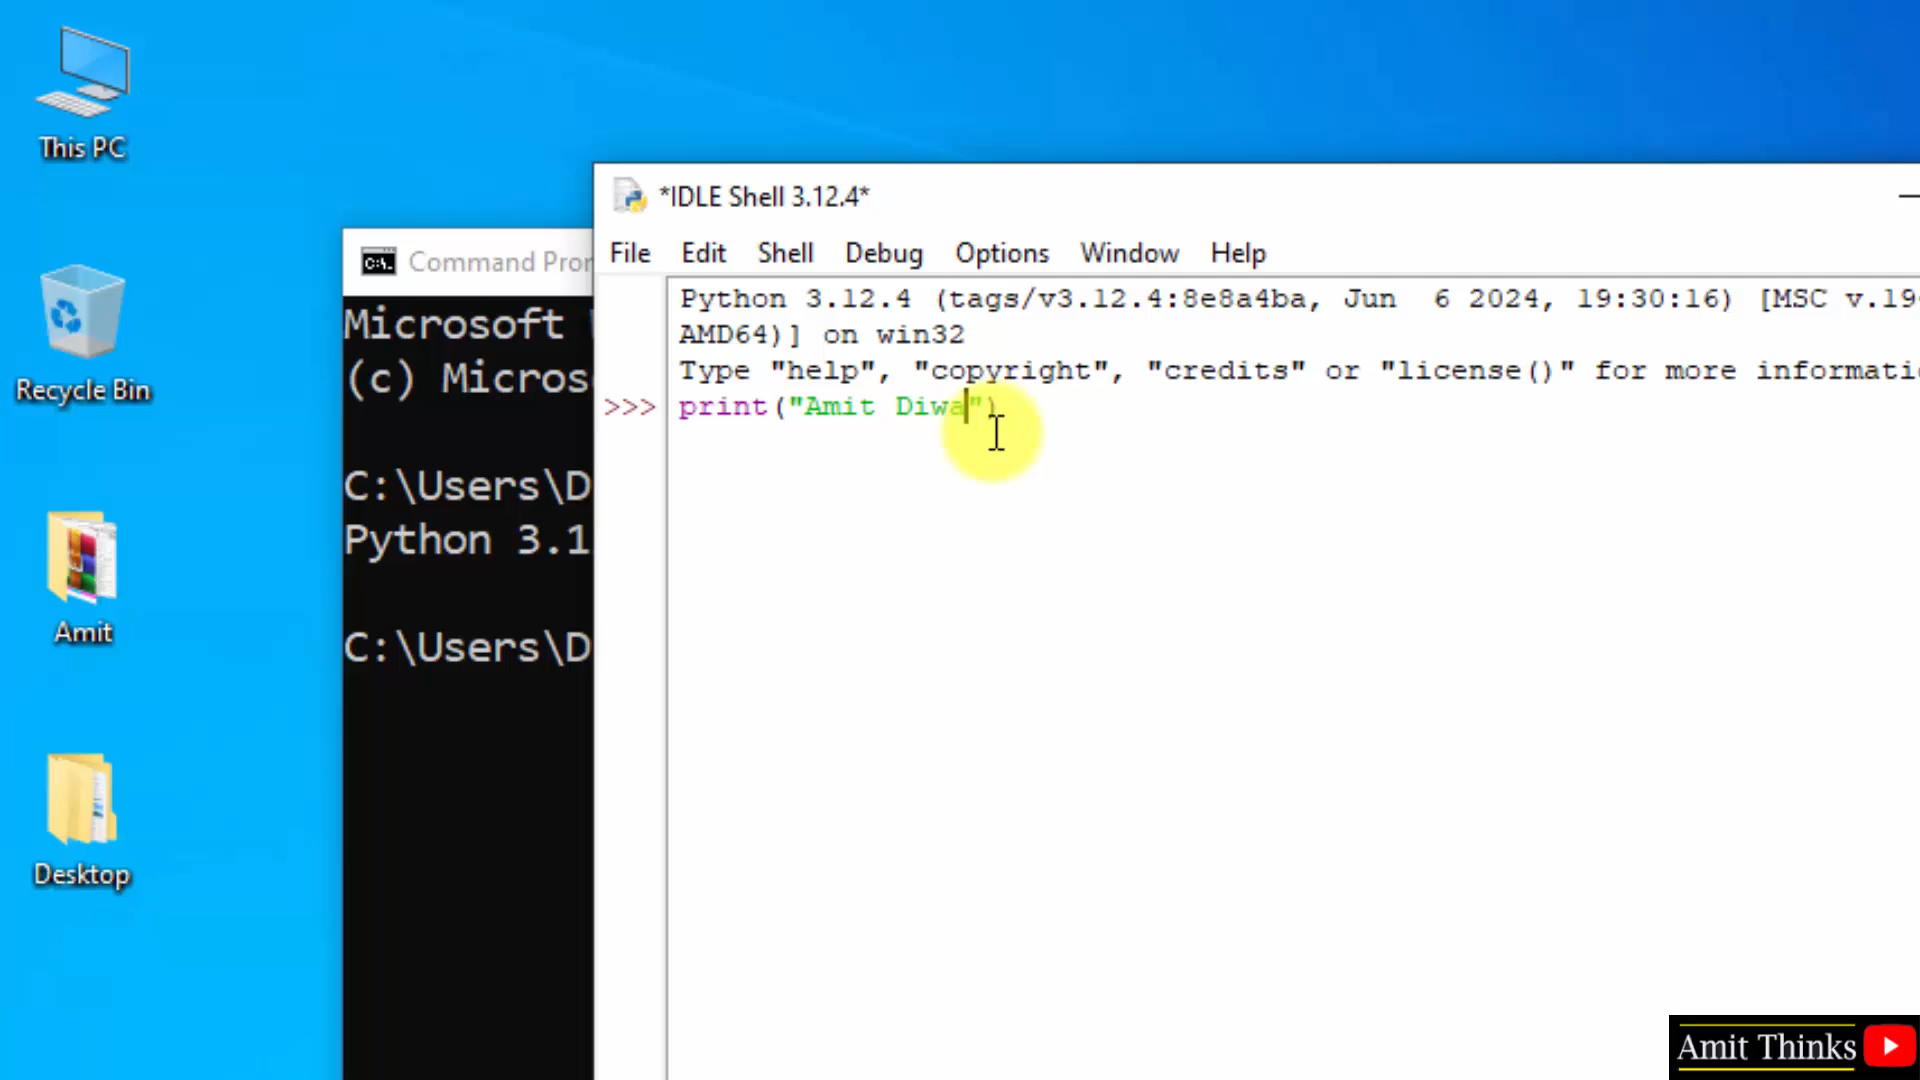 This PC
Recycle Bin
Amit
Desktop
Command
Microsoft
(c)
C:\Users\D
Python 3.1
C:\Users\D
*IDLE Shell 3.12.4*
File Edit Shell Debug Options Window Help
Python 3.12.4 (tags/v3.12.4:8e8a4ba, Jun  6 2024, 19:30:16) [MSC v.19
AMD64)] on win32
Type "help", "copyright", "credits" or "license()" for more
>>> print("Amit Diwa")
Amit Thinks